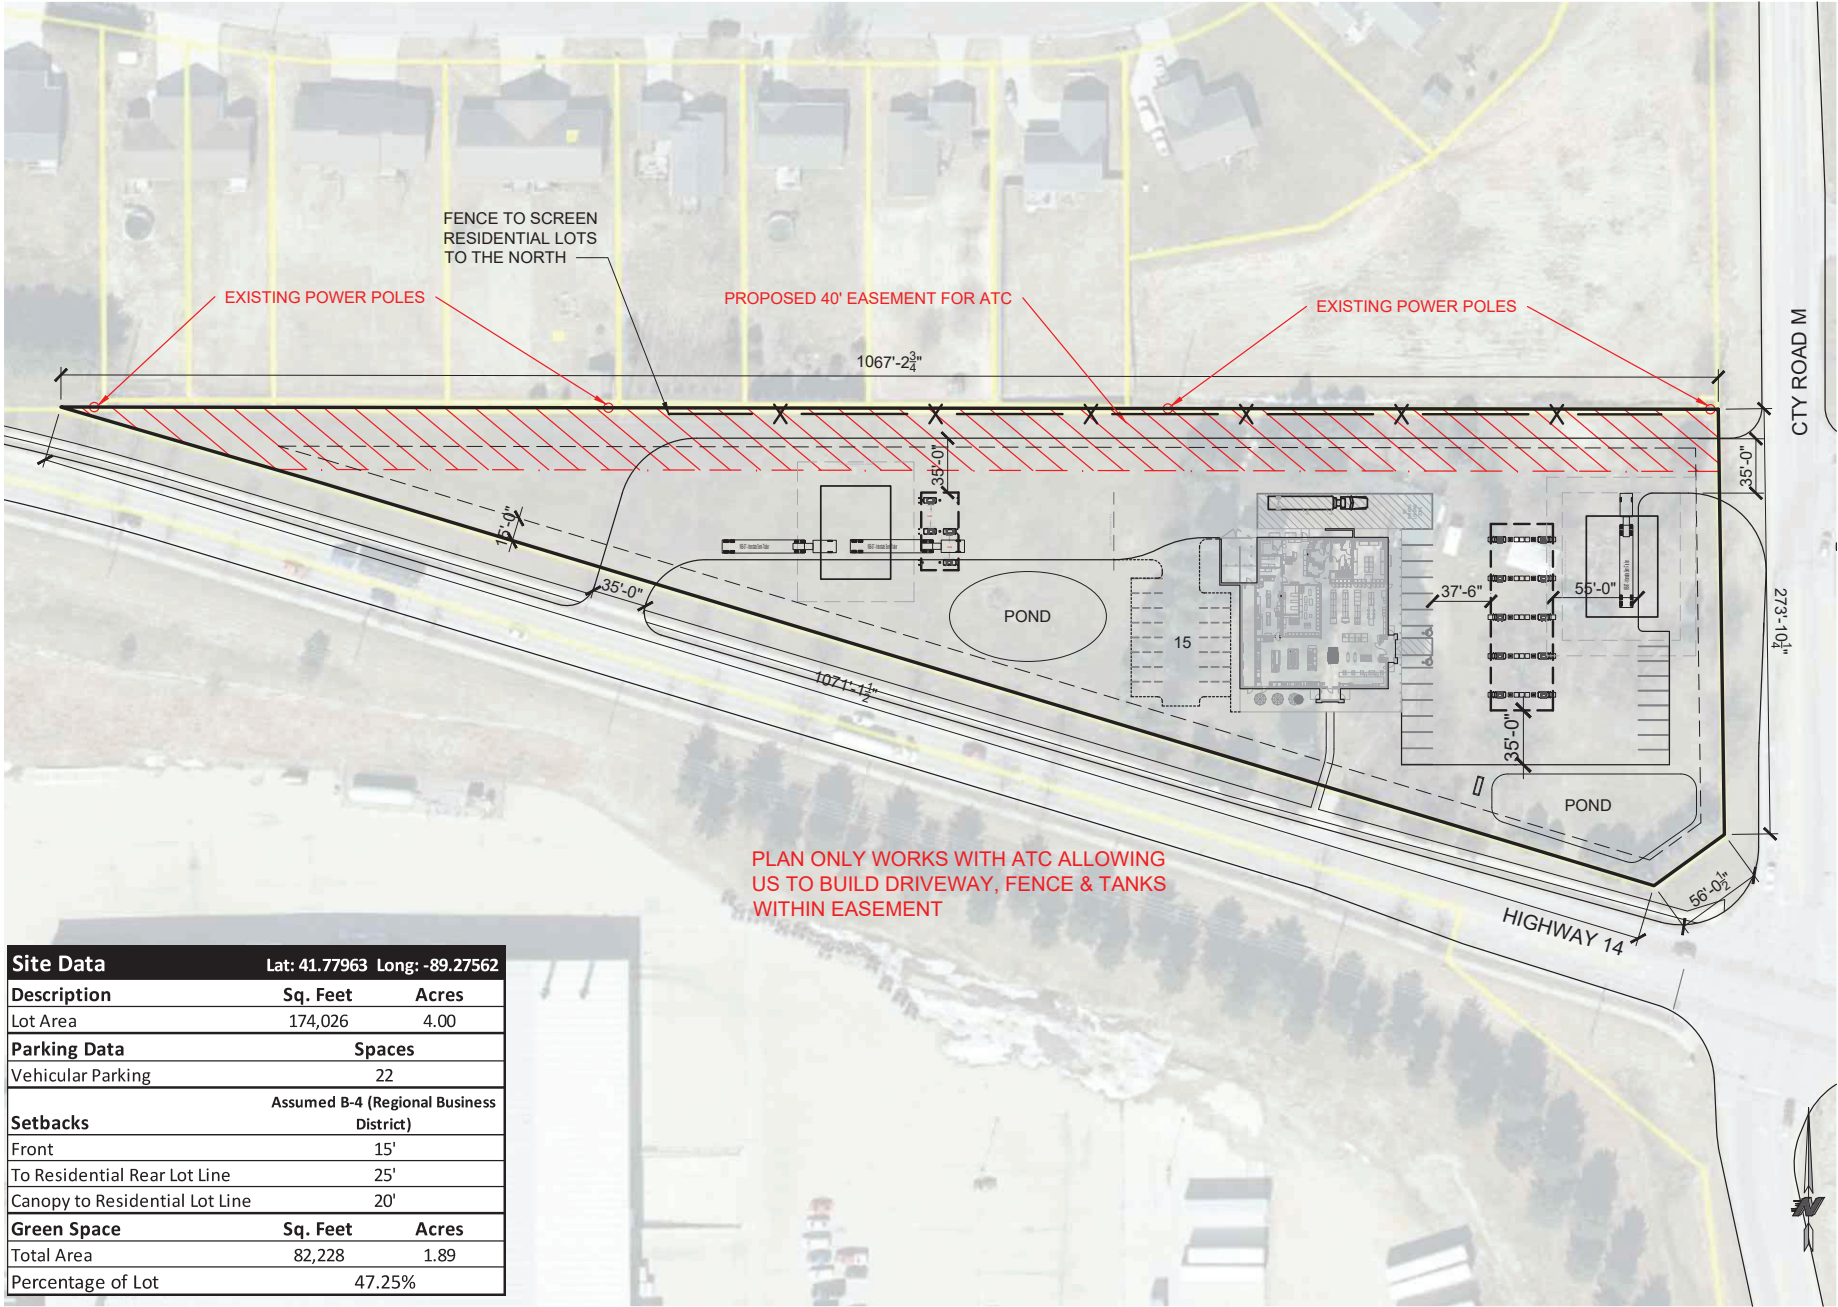 FENCE TO SCREEN
RESIDENTIAL LOTS
TO THE NORTH
EXISTING POWER POLES
PROPOSED 40' EASEMENT FOR ATC
EXISTING POWER POLES
1067'-2 3/4"
CTY ROAD M
35'-0"
35'-0"
15'-0"
35'-0"
POND
15
37'-6"
55'-0"
273'-10 1/4"
1071'-1 1/2"
35'-0"
POND
56'-0 1/2"
HIGHWAY 14
PLAN ONLY WORKS WITH ATC ALLOWING
US TO BUILD DRIVEWAY, FENCE & TANKS
WITHIN EASEMENT
Site Data Lat: 41.77963 Long: -89.27562
Description Sq. Feet Acres
Lot Area 174,026 4.00
Parking Data Spaces
Vehicular Parking 22
Assumed B-4 (Regional Business
Setbacks District)
Front 15'
To Residential Rear Lot Line 25'
Canopy to Residential Lot Line 20'
Green Space Sq. Feet Acres
Total Area 82,228 1.89
Percentage of Lot 47.25%
N